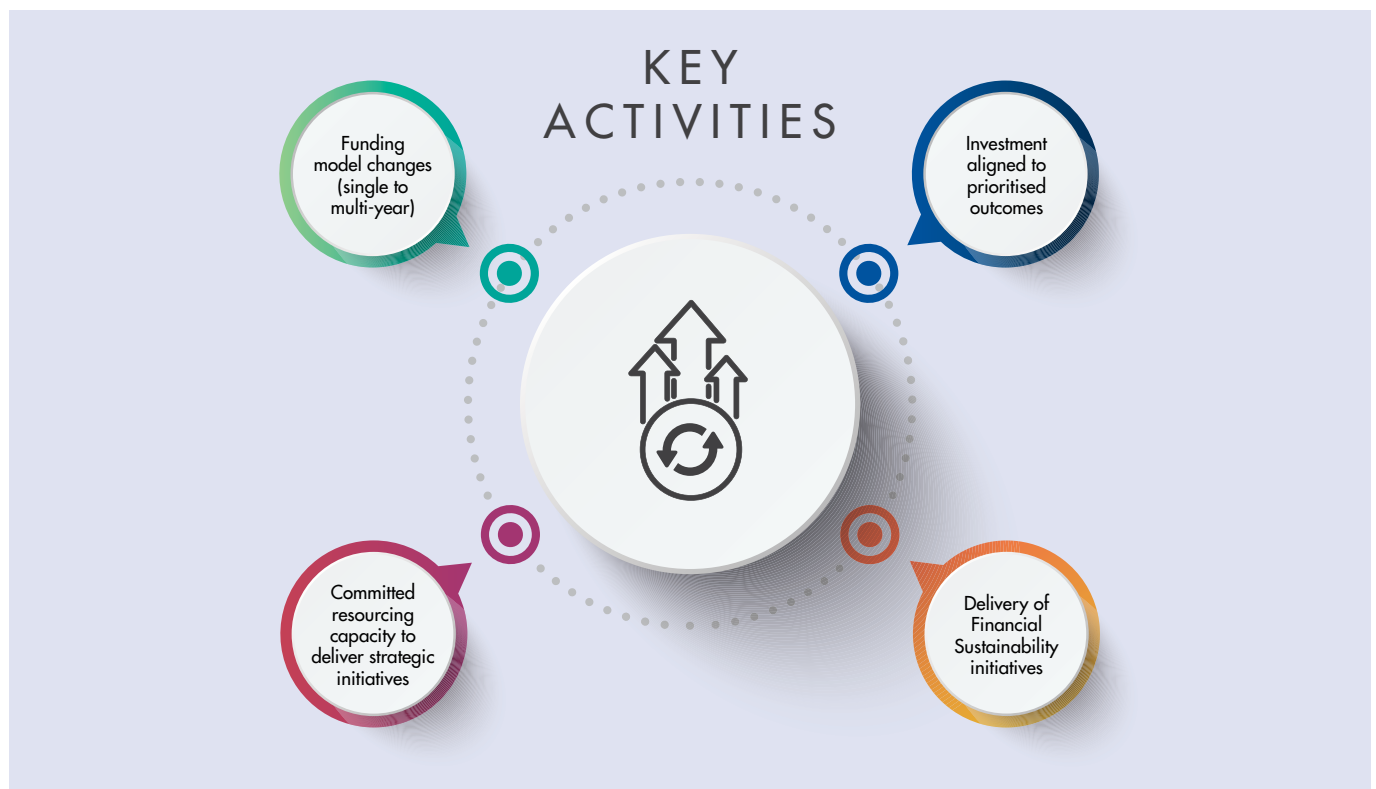 KEY
ACTIVITIES
Funding
model changes
(single to
multi-year)
Investment
aligned to
prioritised
outcomes
Committed
resourcing
capacity to
deliver strategic
initiatives
Delivery of
Financial
Sustainability
initiatives